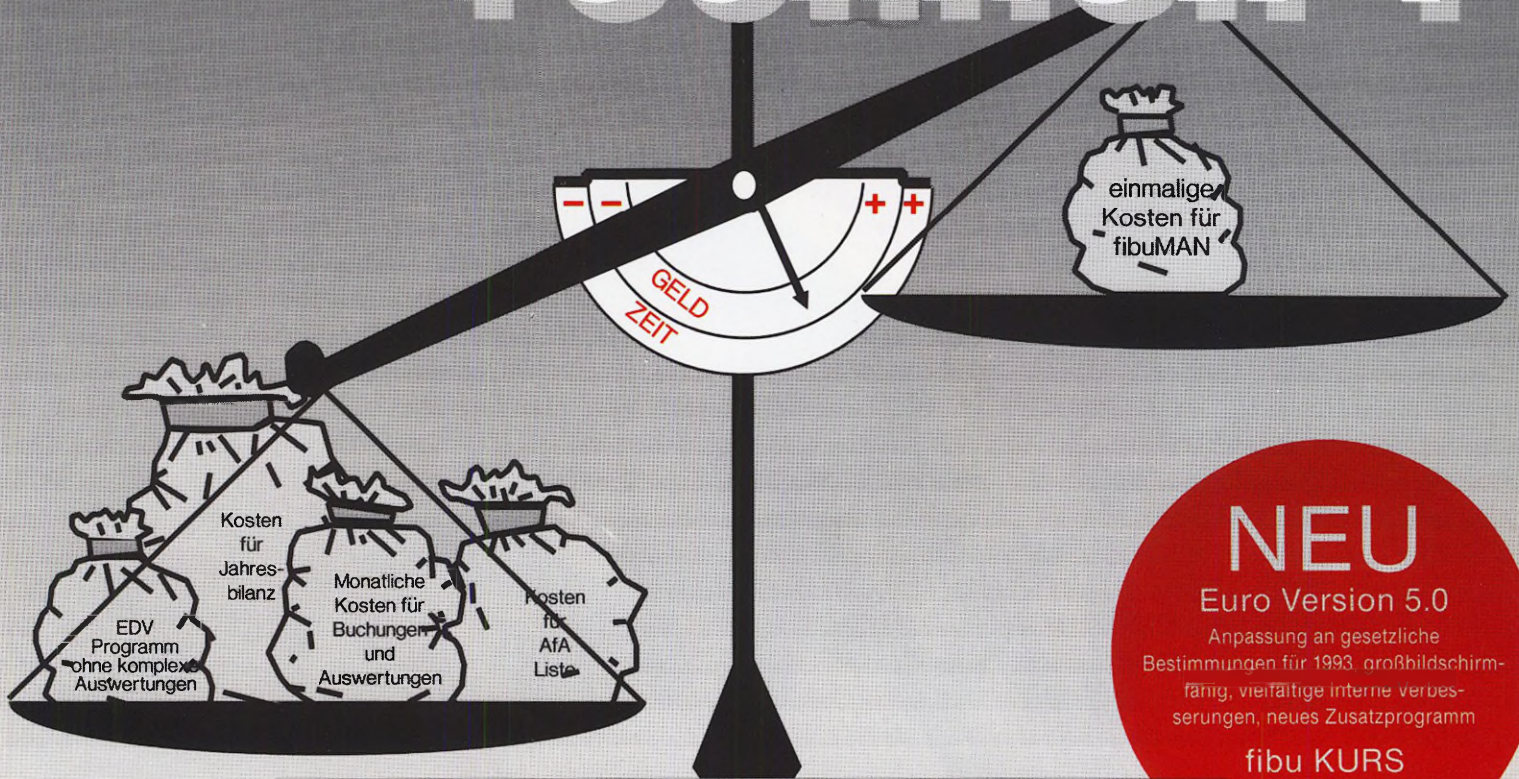 einmalige
Kosten für
fibuMAN
− − + +
GELD
ZEIT
Kosten
für
Jahres-
bilanz
EDV
Programm
ohne komplexe
Auswertungen
Monatliche
Kosten für
Buchungen
und
Auswertungen
Kosten
für
AfA
Liste
NEU
Euro Version 5.0
Anpassung an gesetzliche
Bestimmungen für 1993, großbildschirm-
fähig, vielfältige interne Verbes-
serungen, neues Zusatzprogramm
fibu KURS